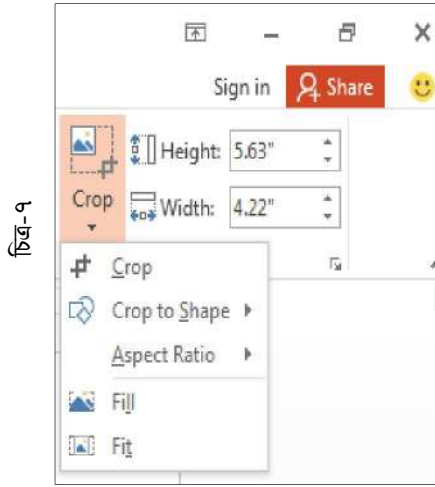 Sign in Share
Height: 5.63"
Crop Width: 4.22"
Crop
Crop to Shape
Aspect Ratio
Fill
Fit
চিত্র-৭